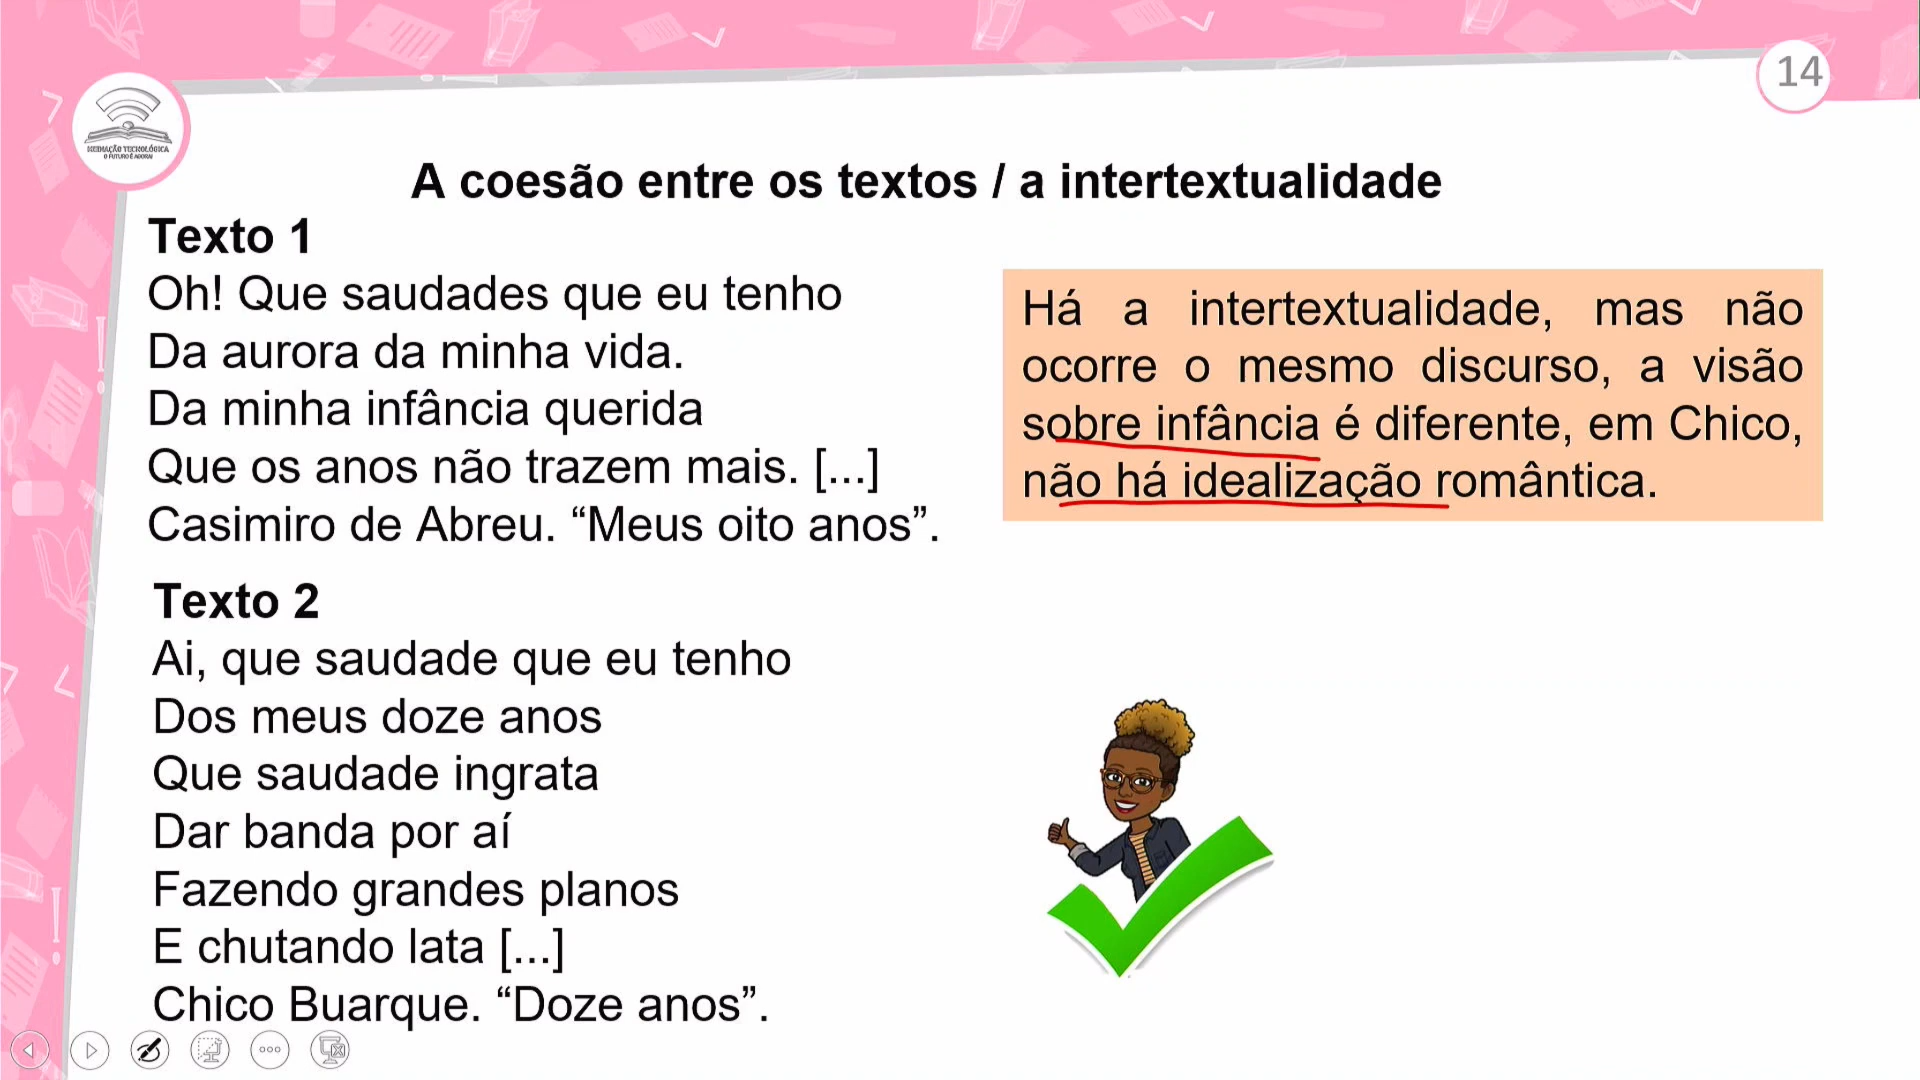 14
MEDIAÇÃO TECNOLÓGICA
O FUTURO É AGORA!
A coesão entre os textos / a intertextualidade
Texto 1
Oh! Que saudades que eu tenho
Da aurora da minha vida.
Da minha infância querida
Que os anos não trazem mais. [...]
Casimiro de Abreu. “Meus oito anos”.
Há a intertextualidade, mas não
ocorre o mesmo discurso, a visão
sobre infância é diferente, em Chico,
não há idealização romântica.
Texto 2
Ai, que saudade que eu tenho
Dos meus doze anos
Que saudade ingrata
Dar banda por aí
Fazendo grandes planos
E chutando lata [...]
Chico Buarque. “Doze anos”.